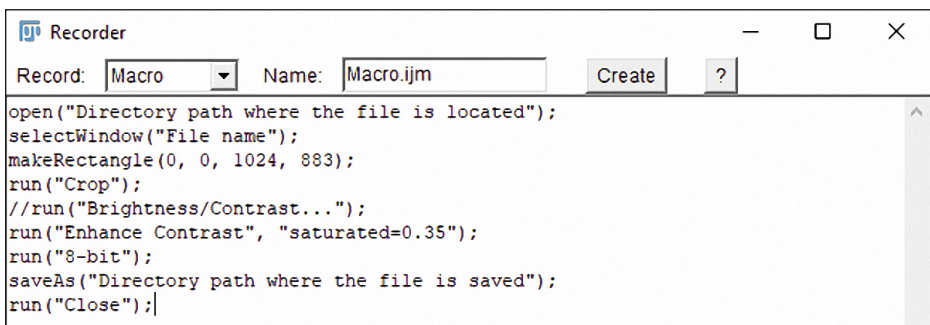 Recorder
Record: Macro Name: Macro.ijm Create ?
open("Directory path where the file is located");
selectWindow("File name");
makeRectangle(0, 0, 1024, 883);
run("Crop");
//run("Brightness/Contrast...");
run("Enhance Contrast", "saturated=0.35");
run("8-bit");
saveAs("Directory path where the file is saved");
run("Close");